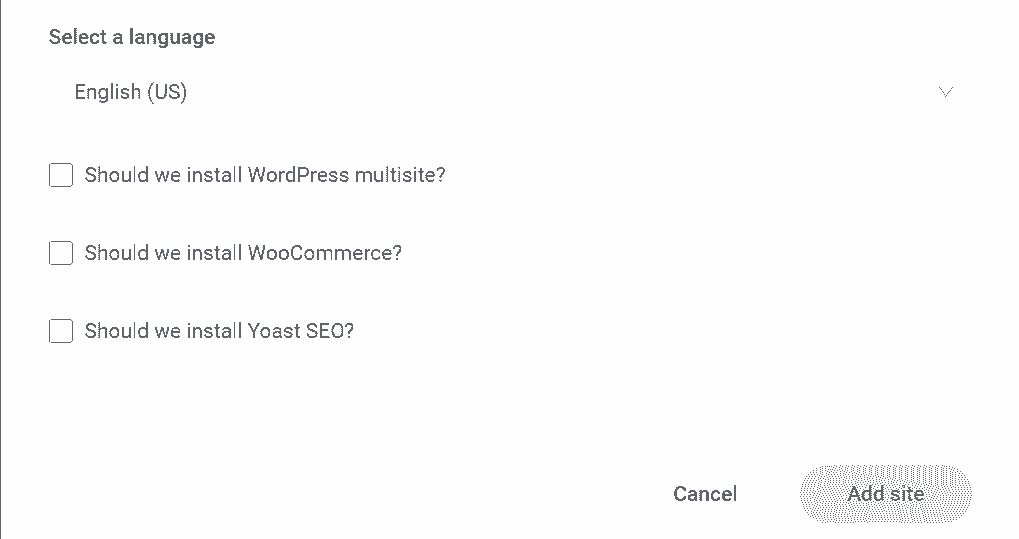 Select a language
English (US)
Should we install WordPress multisite?
Should we install WooCommerce?
Should we install Yoast SEO?
Cancel
Add site